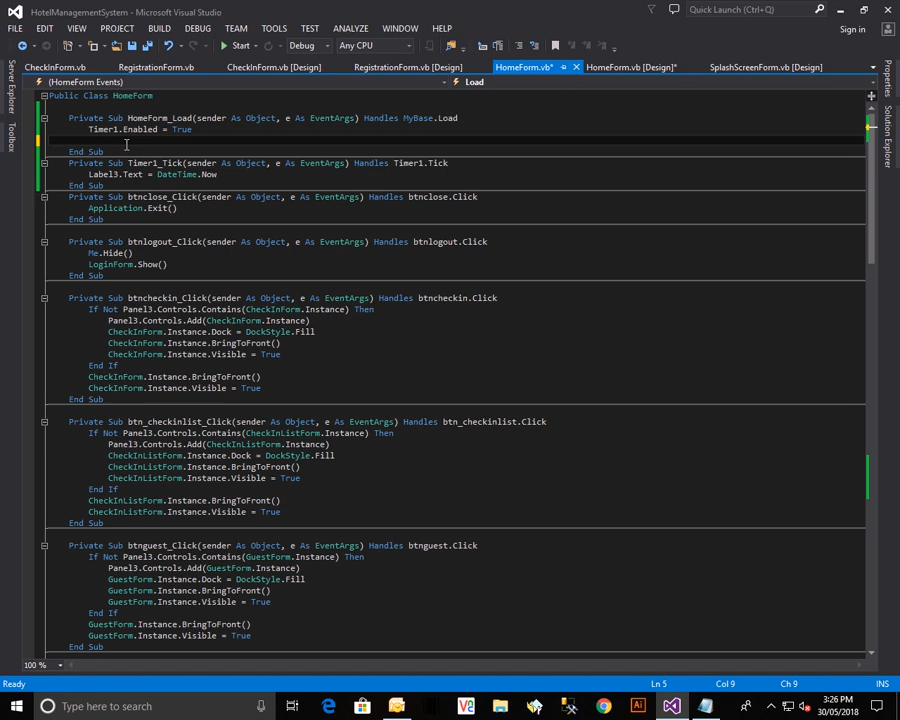 HotelManagementSystem - Microsoft Visual Studio
Quick Launch (Ctrl+Q)
FILE EDIT VIEW PROJECT BUILD DEBUG TEAM TOOLS TEST ANALYZE WINDOW HELP
Sign in
Start Debug Any CPU
CheckInForm.vb RegistrationForm.vb CheckInForm.vb [Design] RegistrationForm.vb [Design] HomeForm.vb* HomeForm.vb [Design]* SplashScreenForm.vb [Design]
(HomeForm Events) Load
Server Explorer
Toolbox
Properties
Solution Explorer
Public Class HomeForm
Private Sub HomeForm_Load(sender As Object, e As EventArgs) Handles MyBase.Load
Timer1.Enabled = True
End Sub
Private Sub Timer1_Tick(sender As Object, e As EventArgs) Handles Timer1.Tick
Label3.Text = DateTime.Now
End Sub
Private Sub btnclose_Click(sender As Object, e As EventArgs) Handles btnclose.Click
Application.Exit()
End Sub
Private Sub btnlogout_Click(sender As Object, e As EventArgs) Handles btnlogout.Click
Me.Hide()
LoginForm.Show()
End Sub
Private Sub btncheckin_Click(sender As Object, e As EventArgs) Handles btncheckin.Click
If Not Panel3.Controls.Contains(CheckInForm.Instance) Then
Panel3.Controls.Add(CheckInForm.Instance)
CheckInForm.Instance.Dock = DockStyle.Fill
CheckInForm.Instance.BringToFront()
CheckInForm.Instance.Visible = True
End If
CheckInForm.Instance.BringToFront()
CheckInForm.Instance.Visible = True
End Sub
Private Sub btn_checkinlist_Click(sender As Object, e As EventArgs) Handles btn_checkinlist.Click
If Not Panel3.Controls.Contains(CheckInListForm.Instance) Then
Panel3.Controls.Add(CheckInListForm.Instance)
CheckInListForm.Instance.Dock = DockStyle.Fill
CheckInListForm.Instance.BringToFront()
CheckInListForm.Instance.Visible = True
End If
CheckInListForm.Instance.BringToFront()
CheckInListForm.Instance.Visible = True
End Sub
Private Sub btnguest_Click(sender As Object, e As EventArgs) Handles btnguest.Click
If Not Panel3.Controls.Contains(GuestForm.Instance) Then
Panel3.Controls.Add(GuestForm.Instance)
GuestForm.Instance.Dock = DockStyle.Fill
GuestForm.Instance.BringToFront()
GuestForm.Instance.Visible = True
End If
GuestForm.Instance.BringToFront()
GuestForm.Instance.Visible = True
End Sub
100 %
Ready Ln 5 Col 9 Ch 9 INS
Type here to search
3:26 PM
30/05/2018